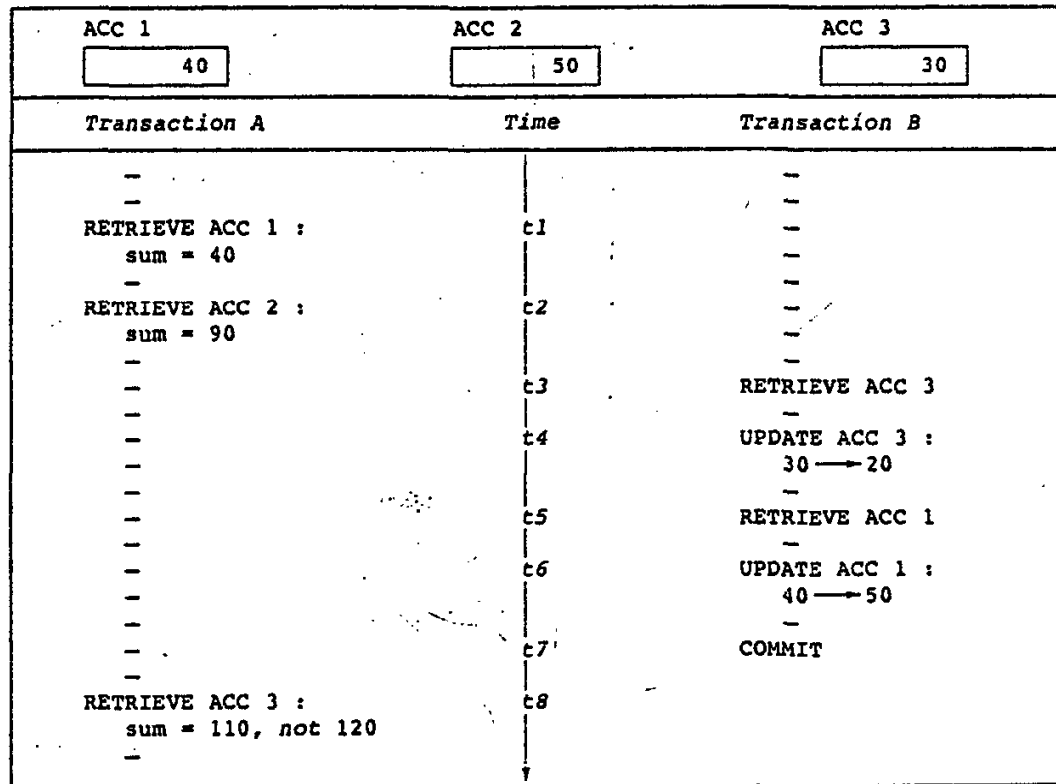 ACC 1 ACC 2 ACC 3
40 50 30
Transaction A Time Transaction B
RETRIEVE ACC 1 : t1
sum = 40
RETRIEVE ACC 2 : t2
sum = 90
t3 RETRIEVE ACC 3
t4 UPDATE ACC 3 :
30 → 20
t5 RETRIEVE ACC 1
t6 UPDATE ACC 1 :
40 → 50
t7 COMMIT
RETRIEVE ACC 3 : t8
sum = 110, not 120